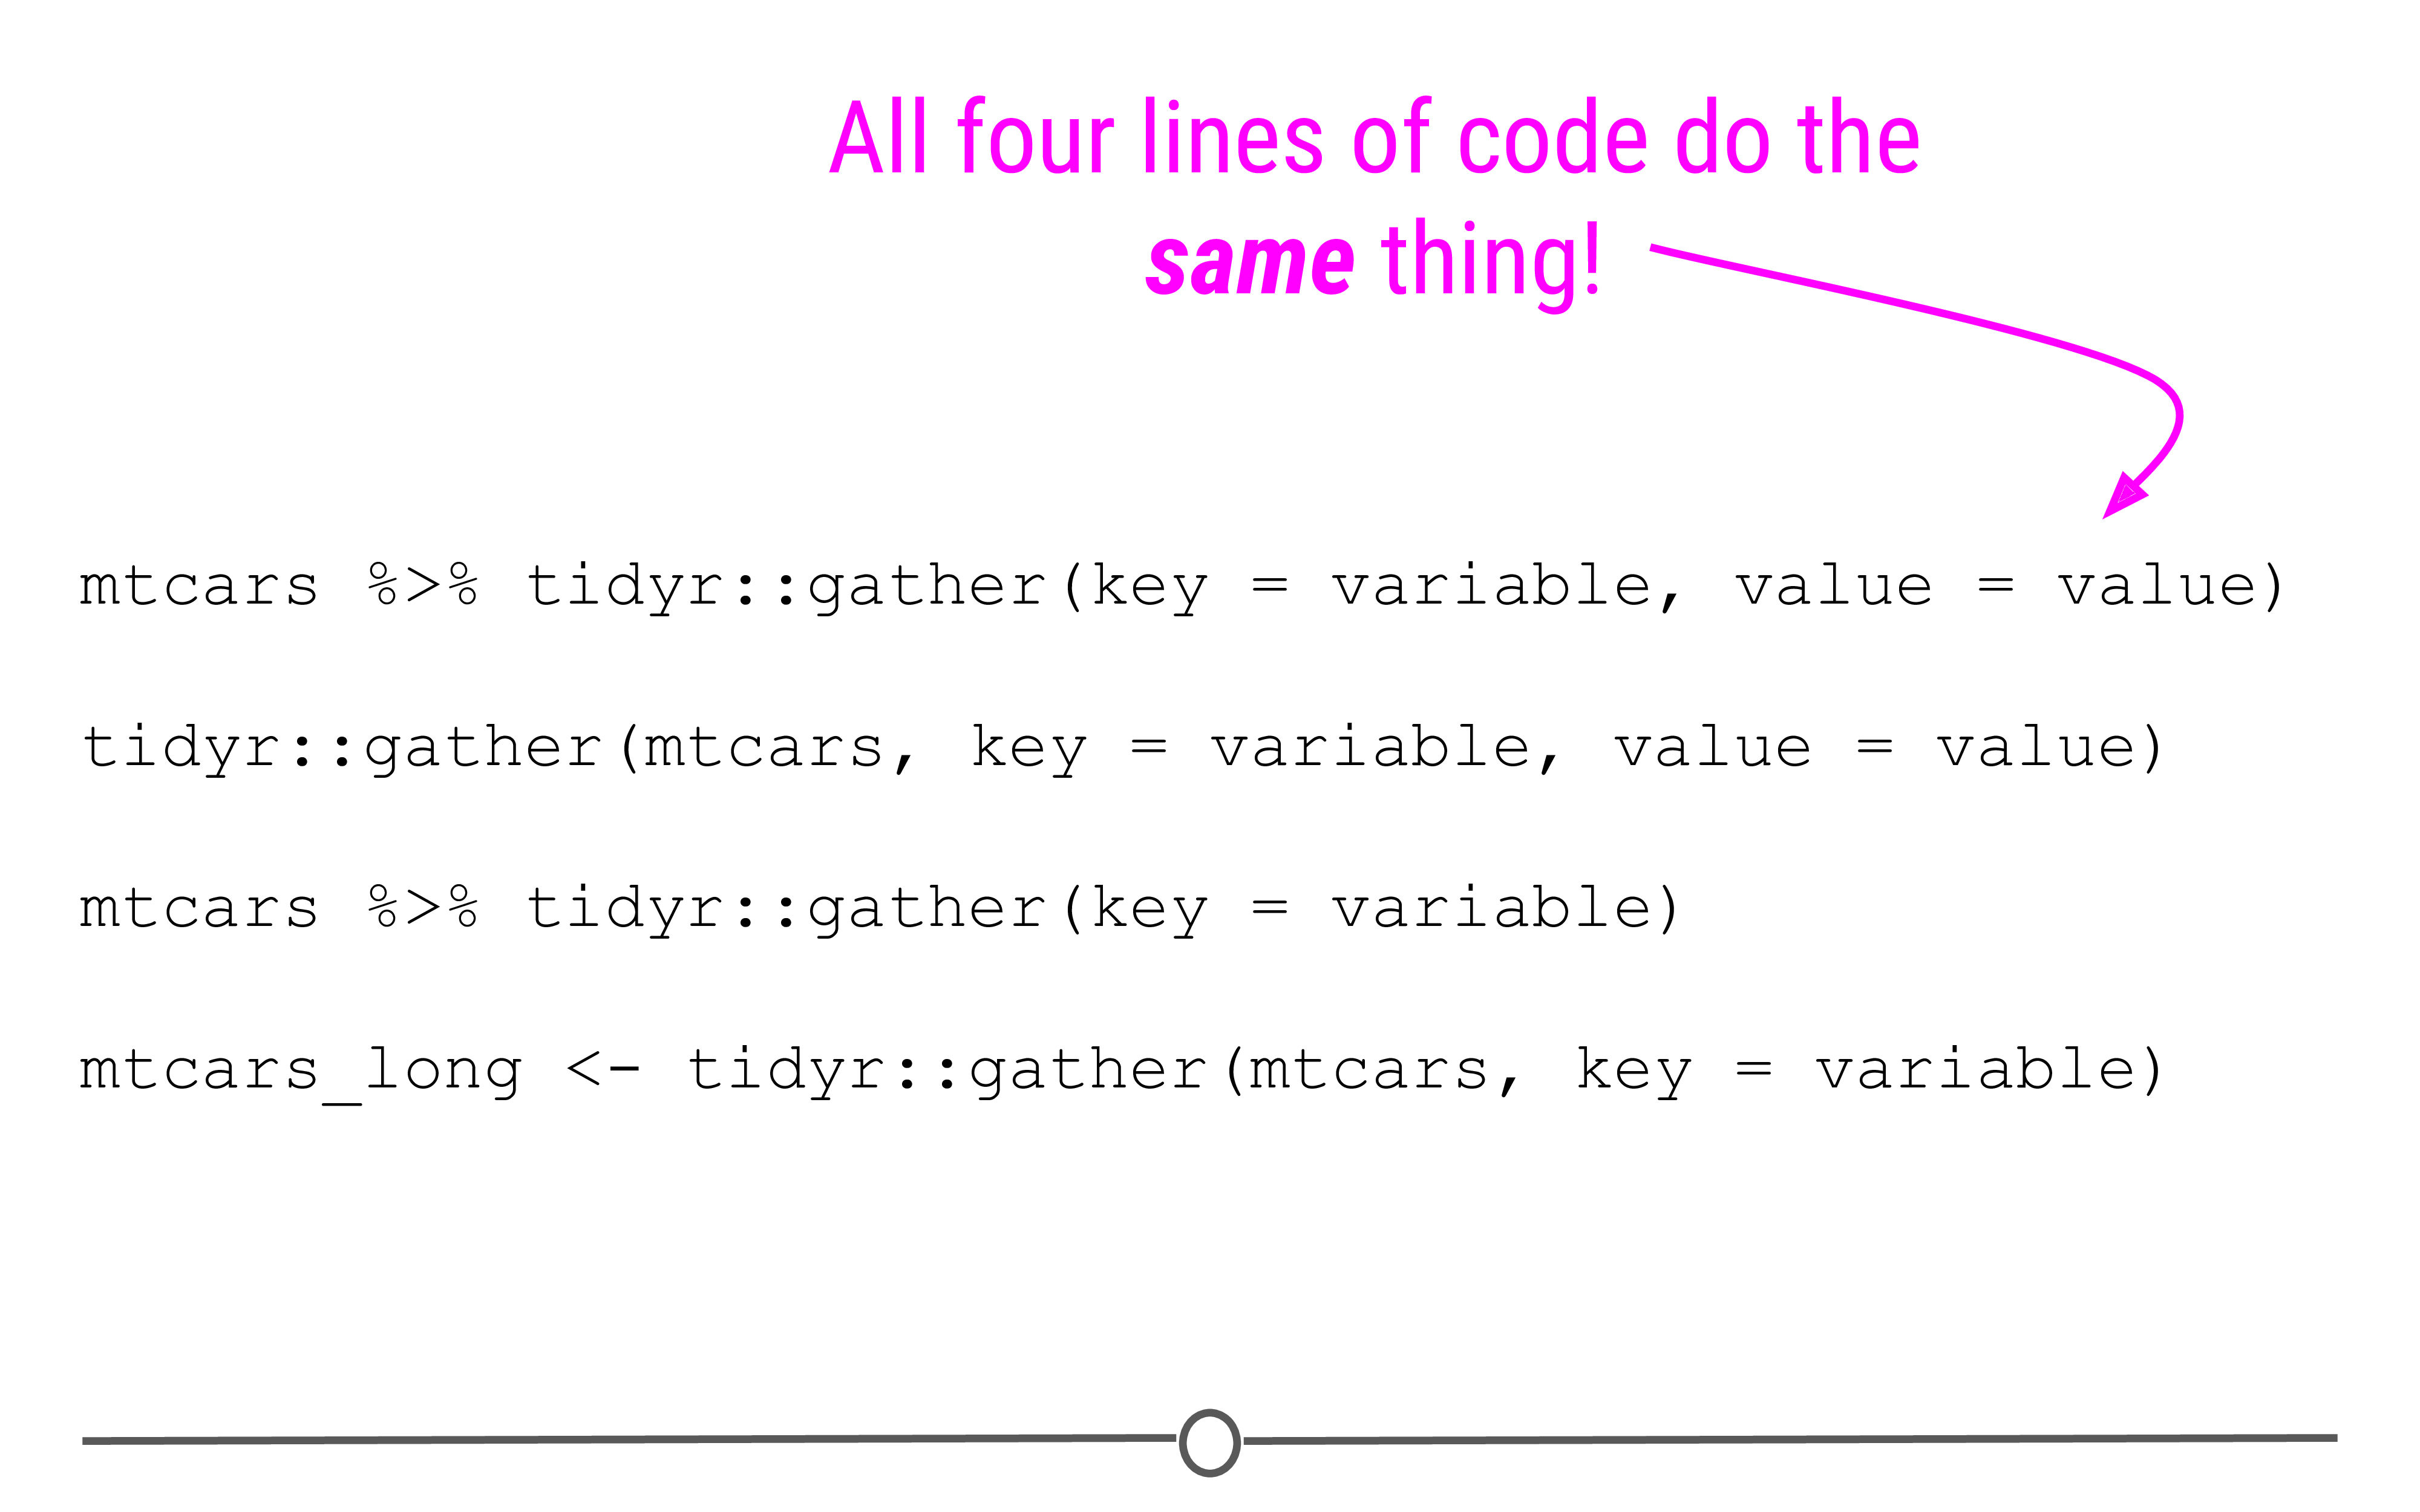 All four lines of code do the
same thing!
mtcars %>% tidyr::gather(key = variable, value = value)
tidyr::gather(mtcars, key = variable, value = value)
mtcars %>% tidyr::gather(key = variable)
mtcars_long <- tidyr::gather(mtcars, key = variable)